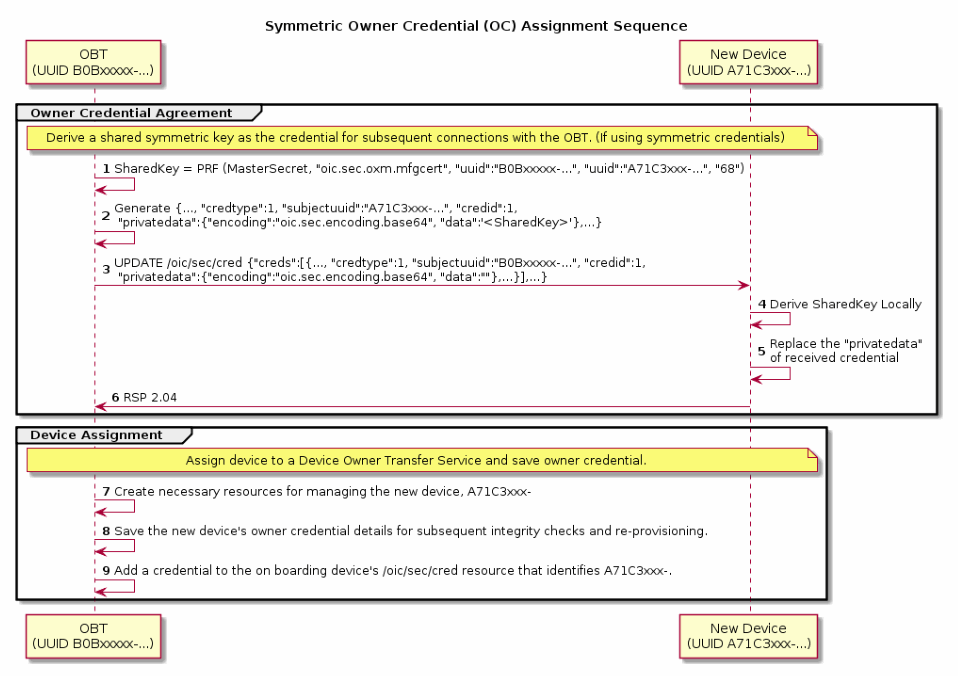 Symmetric Owner Credential (OC) Assignment Sequence
OBT
(UUID B0Bxxxxx-...)
New Device
(UUID A71C3xxx-...)
Owner Credential Agreement
Derive a shared symmetric key as the credential for subsequent connections with the OBT. (If using symmetric credentials)
1 SharedKey = PRF (MasterSecret, "oic.sec.oxm.mfgcert", "uuid":"B0Bxxxxx-...", "uuid":"A71C3xxx-...", "68")
2 Generate {..., "credtype":1, "subjectuuid":"A71C3xxx-...", "credid":1,
"privatedata":{"encoding":"oic.sec.encoding.base64", "data":'<SharedKey>'},...}
3 UPDATE /oic/sec/cred {"creds":[{..., "credtype":1, "subjectuuid":"B0Bxxxxx-...", "credid":1,
"privatedata":{"encoding":"oic.sec.encoding.base64", "data":""},...}],...}
4 Derive SharedKey Locally
5 Replace the "privatedata"
of received credential
6 RSP 2.04
Device Assignment
Assign device to a Device Owner Transfer Service and save owner credential.
7 Create necessary resources for managing the new device, A71C3xxx-
8 Save the new device's owner credential details for subsequent integrity checks and re-provisioning.
9 Add a credential to the on boarding device's /oic/sec/cred resource that identifies A71C3xxx-.
OBT
(UUID B0Bxxxxx-...)
New Device
(UUID A71C3xxx-...)